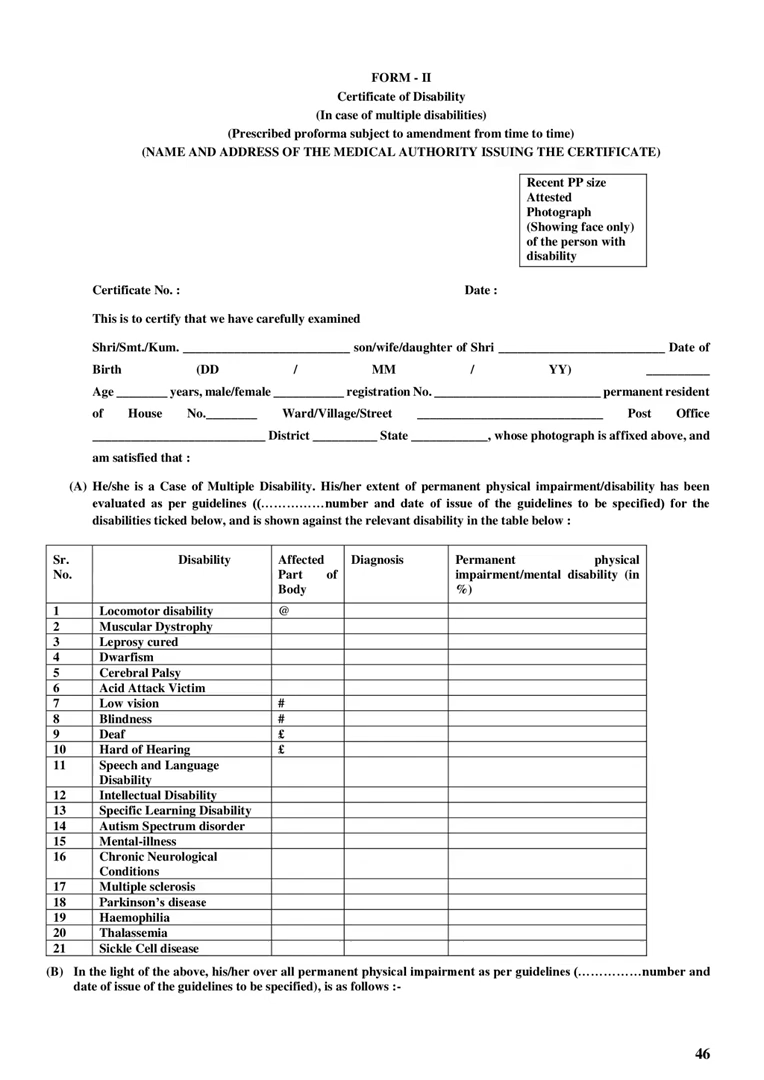 FORM - II
Certificate of Disability
(In case of multiple disabilities)
(Prescribed proforma subject to amendment from time to time)
(NAME AND ADDRESS OF THE MEDICAL AUTHORITY ISSUING THE CERTIFICATE)
Recent PP size
Attested
Photograph
(Showing face only)
of the person with
disability
Certificate No. : Date :
This is to certify that we have carefully examined
Shri/Smt./Kum. __________________________ son/wife/daughter of Shri __________________________ Date of
Birth (DD / MM / YY) __________
Age ________ years, male/female ___________ registration No. __________________________ permanent resident
of House No.________ Ward/Village/Street _____________________________ Post Office
___________________________ District __________ State ____________, whose photograph is affixed above, and
am satisfied that :
(A) He/she is a Case of Multiple Disability. His/her extent of permanent physical impairment/disability has been
evaluated as per guidelines ((……………number and date of issue of the guidelines to be specified) for the
disabilities ticked below, and is shown against the relevant disability in the table below :
Sr. Disability Affected Diagnosis Permanent physical
No. Part of impairment/mental disability (in
Body %)
1 Locomotor disability @
2 Muscular Dystrophy
3 Leprosy cured
4 Dwarfism
5 Cerebral Palsy
6 Acid Attack Victim
7 Low vision #
8 Blindness #
9 Deaf £
10 Hard of Hearing £
11 Speech and Language
Disability
12 Intellectual Disability
13 Specific Learning Disability
14 Autism Spectrum disorder
15 Mental-illness
16 Chronic Neurological
Conditions
17 Multiple sclerosis
18 Parkinson's disease
19 Haemophilia
20 Thalassemia
21 Sickle Cell disease
(B) In the light of the above, his/her over all permanent physical impairment as per guidelines (……………number and
date of issue of the guidelines to be specified), is as follows :-
46